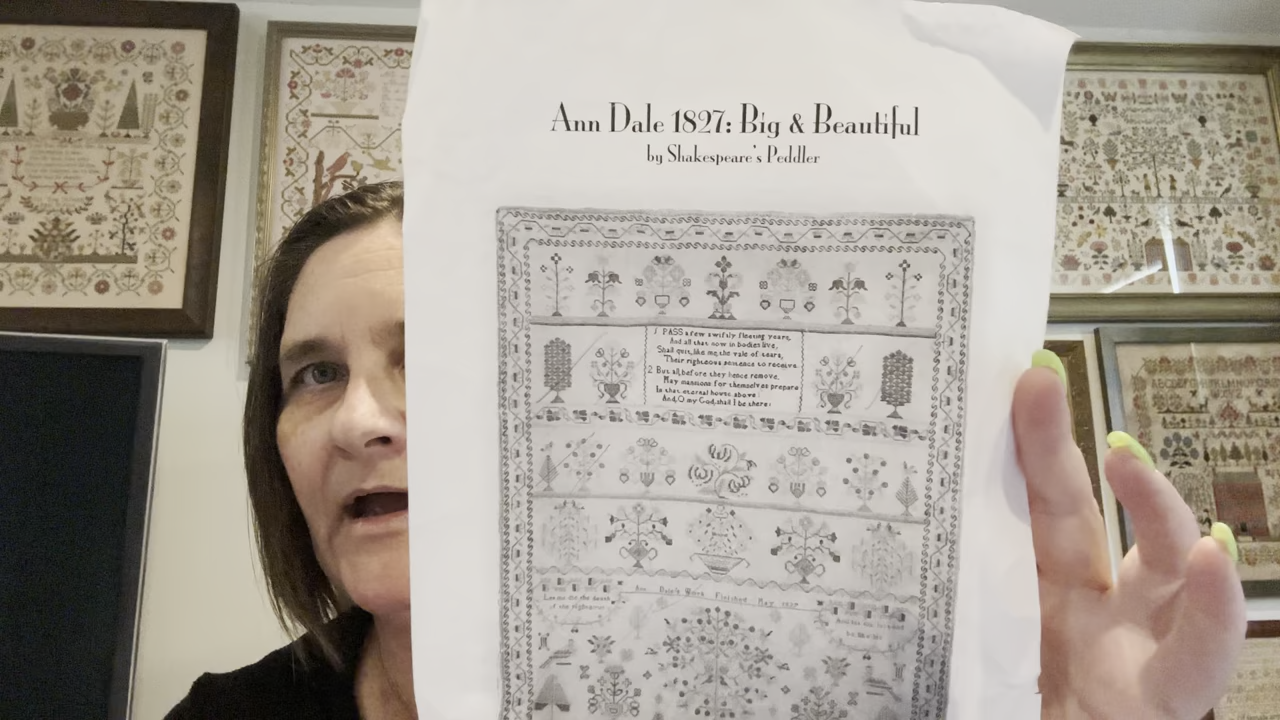 Ann Dale 1827: Big & Beautiful
by Shakespeare's Peddler
1 PASS a few swiftly fleeting years,
And all that now in bodies live,
Shall quit, like me, the vale of tears,
Their righteous sentence to receive
2 But all, before they hence remove,
May mansions for themselves prepare
In that eternal house above:
And, O my God, shall I be there:
Ann Dale's Work Finished May 1827